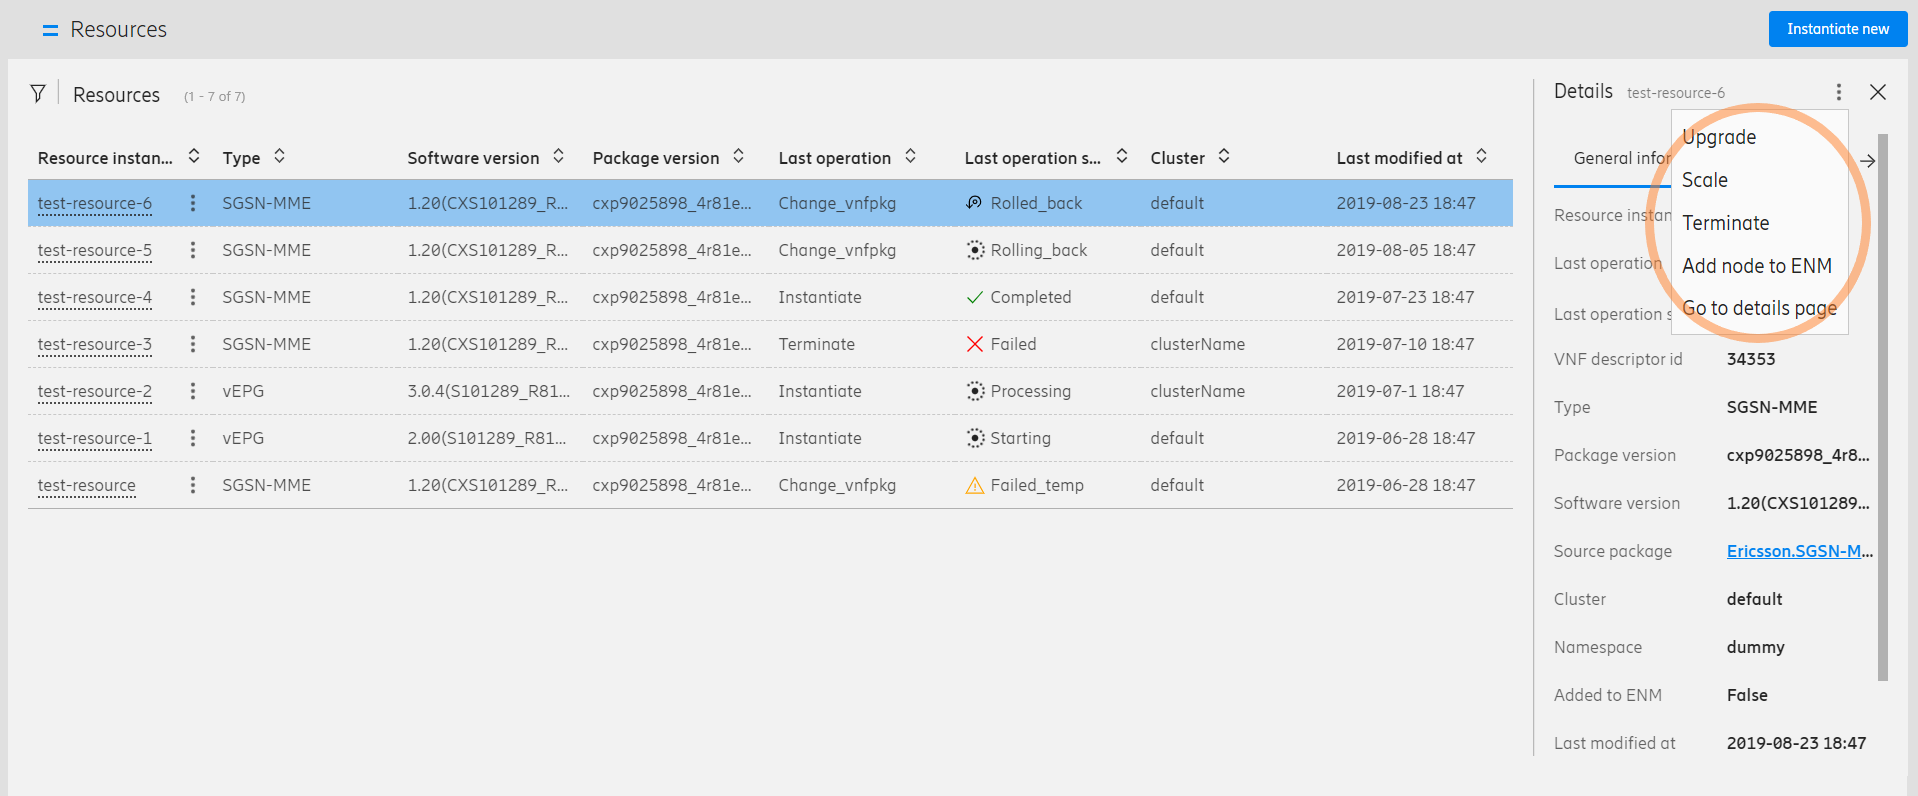 Resources
Instantiate new
Resources (1 - 7 of 7)
Resource instan... Type Software version Package version Last operation Last operation s... Cluster Last modified at
test-resource-6 SGSN-MME 1.20(CXS101289_R... cxp9025898_4r81e... Change_vnfpkg Rolled_back default 2019-08-23 18:47
test-resource-5 SGSN-MME 1.20(CXS101289_R... cxp9025898_4r81e... Change_vnfpkg Rolling_back default 2019-08-05 18:47
test-resource-4 SGSN-MME 1.20(CXS101289_R... cxp9025898_4r81e... Instantiate Completed default 2019-07-23 18:47
test-resource-3 SGSN-MME 1.20(CXS101289_R... cxp9025898_4r81e... Terminate Failed clusterName 2019-07-10 18:47
test-resource-2 vEPG 3.0.4(S101289_R81... cxp9025898_4r81e... Instantiate Processing clusterName 2019-07-1 18:47
test-resource-1 vEPG 2.00(S101289_R81... cxp9025898_4r81e... Instantiate Starting default 2019-06-28 18:47
test-resource SGSN-MME 1.20(CXS101289_R... cxp9025898_4r81e... Change_vnfpkg Failed_temp default 2019-06-28 18:47
Details test-resource-6
Upgrade
Scale
Terminate
Add node to ENM
Go to details page
General infor
Resource instan
Last operation
Last operation s
VNF descriptor id 34353
Type SGSN-MME
Package version cxp9025898_4r8...
Software version 1.20(CXS101289...
Source package Ericsson.SGSN-M...
Cluster default
Namespace dummy
Added to ENM False
Last modified at 2019-08-23 18:47